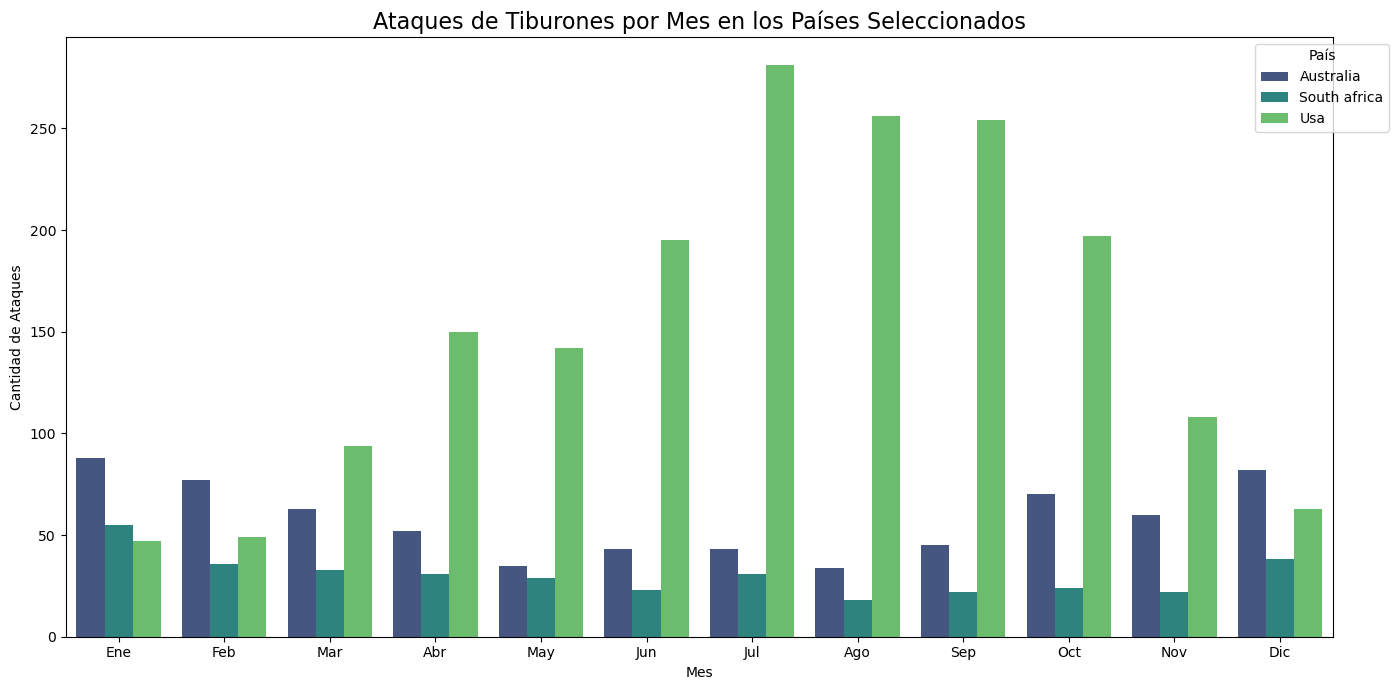 Ataques de Tiburones por Mes en los Países Seleccionados
País
Australia
South africa
Usa
Cantidad de Ataques
250
200
150
100
50
0
Ene Feb Mar Abr May Jun Jul Ago Sep Oct Nov Dic
Mes